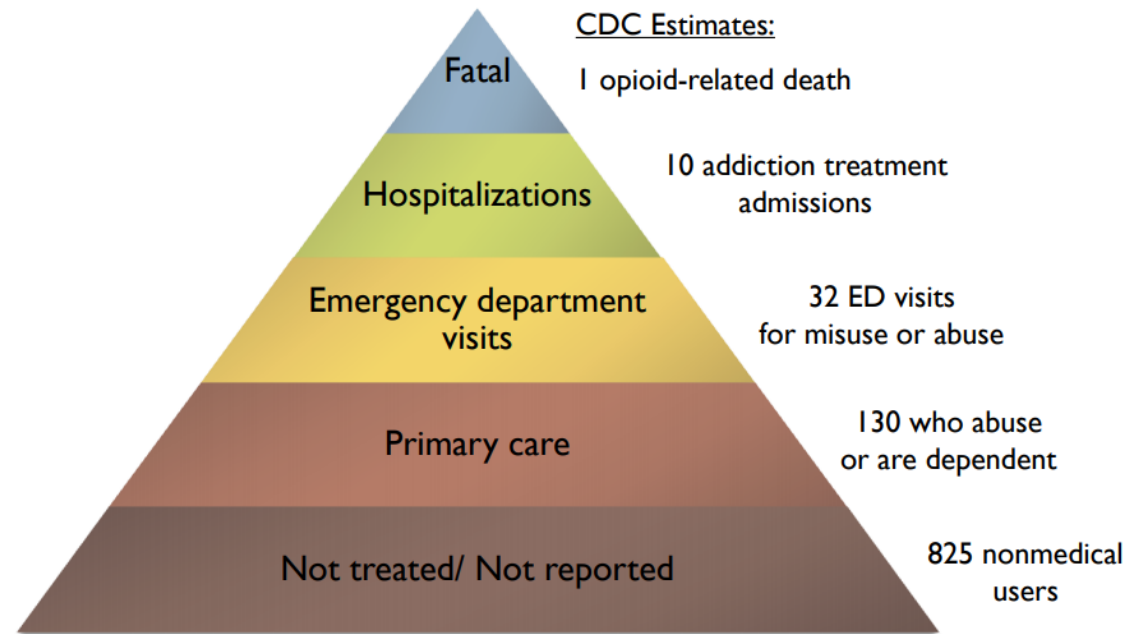 CDC Estimates:
Fatal
1 opioid-related death
Hospitalizations
10 addiction treatment
admissions
Emergency department
visits
32 ED visits
for misuse or abuse
Primary care
130 who abuse
or are dependent
Not treated/ Not reported
825 nonmedical
users